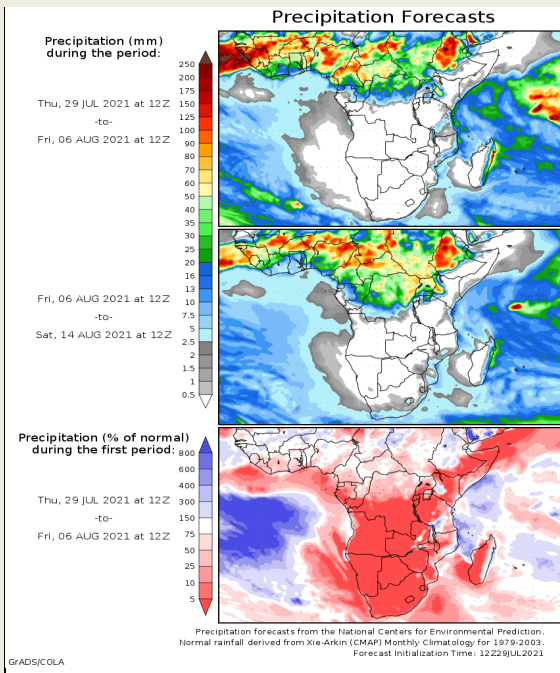 Precipitation Forecasts
Precipitation (mm)
during the period:
250
200
175
150
125
100
90
80
70
60
50
40
35
30
25
20
16
13
10
7.5
5
2.5
2
1.5
1
0.5
Thu, 29 JUL 2021 at 12Z
-to-
Fri, 06 AUG 2021 at 12Z
Fri, 06 AUG 2021 at 12Z
-to-
Sat, 14 AUG 2021 at 12Z
Precipitation (% of normal)
during the first period:
800
600
400
300
150
75
50
25
10
5
Thu, 29 JUL 2021 at 12Z
-to-
Fri, 06 AUG 2021 at 12Z
Precipitation forecasts from the National Centers for Environmental Prediction.
Normal rainfall derived from Xie-Arkin (CMAP) Monthly Climatology for 1979-2003.
Forecast Initialization Time: 12Z29JUL2021
GrADS/COLA